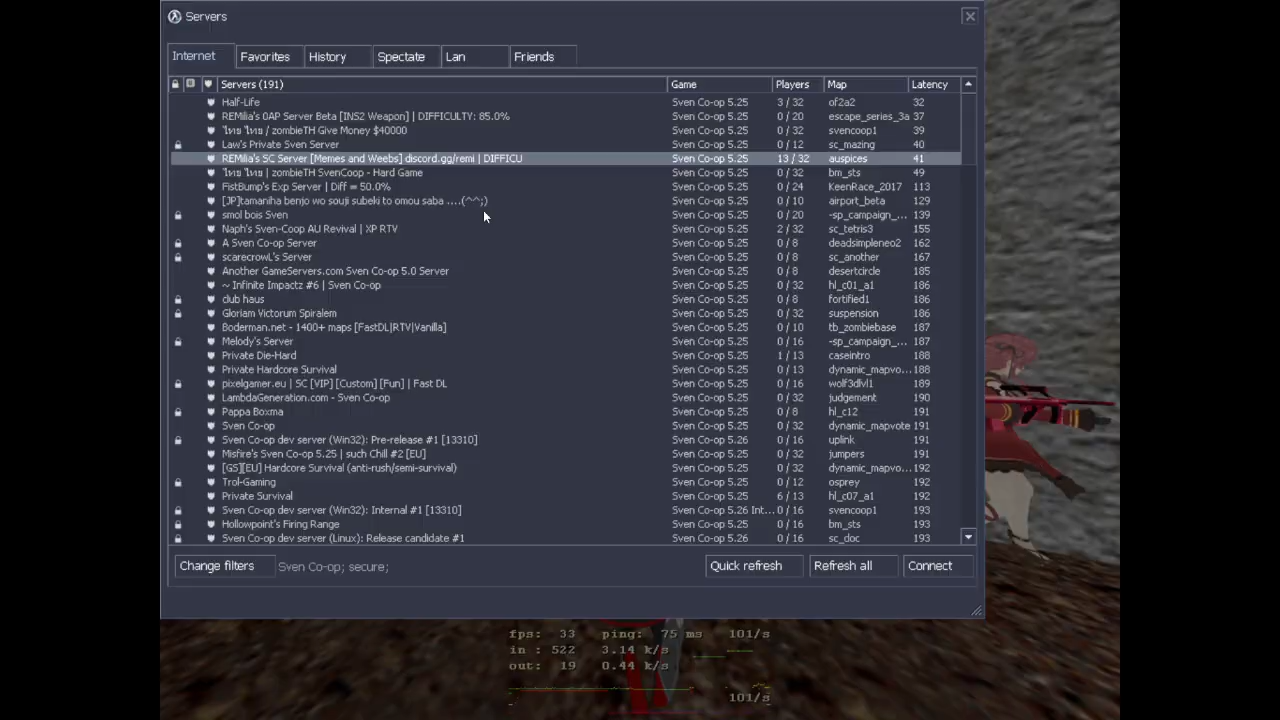 Servers
Internet Favorites History Spectate Lan Friends
Servers (191) Game Players Map Latency
Half-Life Sven Co-op 5.25 3 / 32 of2a2 32
REMilia's 0AP Server Beta [INS2 Weapon] | DIFFICULTY: 85.0% Sven Co-op 5.25 0 / 20 escape_series_3a 37
ไทย ไทย / zombieTH Give Money $40000 Sven Co-op 5.25 0 / 32 svencoop1 39
Law's Private Sven Server Sven Co-op 5.25 0 / 12 sc_mazing 40
REMilia's SC Server [Memes and Weebs] discord.gg/remi | DIFFICU Sven Co-op 5.25 13 / 32 auspices 41
ไทย ไทย | zombieTH SvenCoop - Hard Game Sven Co-op 5.25 0 / 32 bm_sts 49
FistBump's Exp Server | Diff = 50.0% Sven Co-op 5.25 0 / 24 KeenRace_2017 113
[JP]tamaniha benjo wo souji subeki to omou saba ....(^^;) Sven Co-op 5.25 0 / 10 airport_beta 129
smol bois Sven Sven Co-op 5.25 0 / 20 -sp_campaign_... 139
Naph's Sven-Coop AU Revival | XP RTV Sven Co-op 5.25 2 / 32 sc_tetris3 155
A Sven Co-op Server Sven Co-op 5.25 0 / 8 deadsimpleneo2 162
scarecrowL's Server Sven Co-op 5.25 0 / 8 sc_another 167
Another GameServers.com Sven Co-op 5.0 Server Sven Co-op 5.25 0 / 8 desertcircle 185
~ Infinite Impactz #6 | Sven Co-op Sven Co-op 5.25 0 / 32 hl_c01_a1 186
club haus Sven Co-op 5.25 0 / 8 fortified1 186
Gloriam Victorum Spiralem Sven Co-op 5.25 0 / 32 suspension 186
Boderman.net - 1400+ maps [FastDL|RTV|Vanilla] Sven Co-op 5.25 0 / 10 tb_zombiebase 187
Melody's Server Sven Co-op 5.25 0 / 16 -sp_campaign_... 187
Private Die-Hard Sven Co-op 5.25 1 / 13 caseintro 188
Private Hardcore Survival Sven Co-op 5.25 0 / 13 dynamic_mapvo... 188
pixelgamer.eu | SC [VIP] [Custom] [Fun] | Fast DL Sven Co-op 5.25 0 / 16 wolf3dlvl1 189
LambdaGeneration.com - Sven Co-op Sven Co-op 5.25 0 / 32 judgement 190
Pappa Boxma Sven Co-op 5.25 0 / 8 hl_c12 191
Sven Co-op Sven Co-op 5.25 0 / 32 dynamic_mapvote 191
Sven Co-op dev server (Win32): Pre-release #1 [13310] Sven Co-op 5.26 0 / 16 uplink 191
Misfire's Sven Co-op 5.25 | such Chill #2 [EU] Sven Co-op 5.25 0 / 32 jumpers 191
[GS][EU] Hardcore Survival (anti-rush/semi-survival) Sven Co-op 5.25 0 / 32 dynamic_mapvo... 192
Trol-Gaming Sven Co-op 5.25 0 / 12 osprey 192
Private Survival Sven Co-op 5.25 6 / 13 hl_c07_a1 192
Sven Co-op dev server (Win32): Internal #1 [13310] Sven Co-op 5.26 Int... 0 / 16 svencoop1 193
Hollowpoint's Firing Range Sven Co-op 5.25 0 / 16 bm_sts 193
Sven Co-op dev server (Linux): Release candidate #1 Sven Co-op 5.26 0 / 16 sc_doc 193
Change filters Sven Co-op; secure; Quick refresh Refresh all Connect
fps: 33 ping: 75 ms 101/s
in : 522 3.14 k/s
out: 19 0.44 k/s
101/s